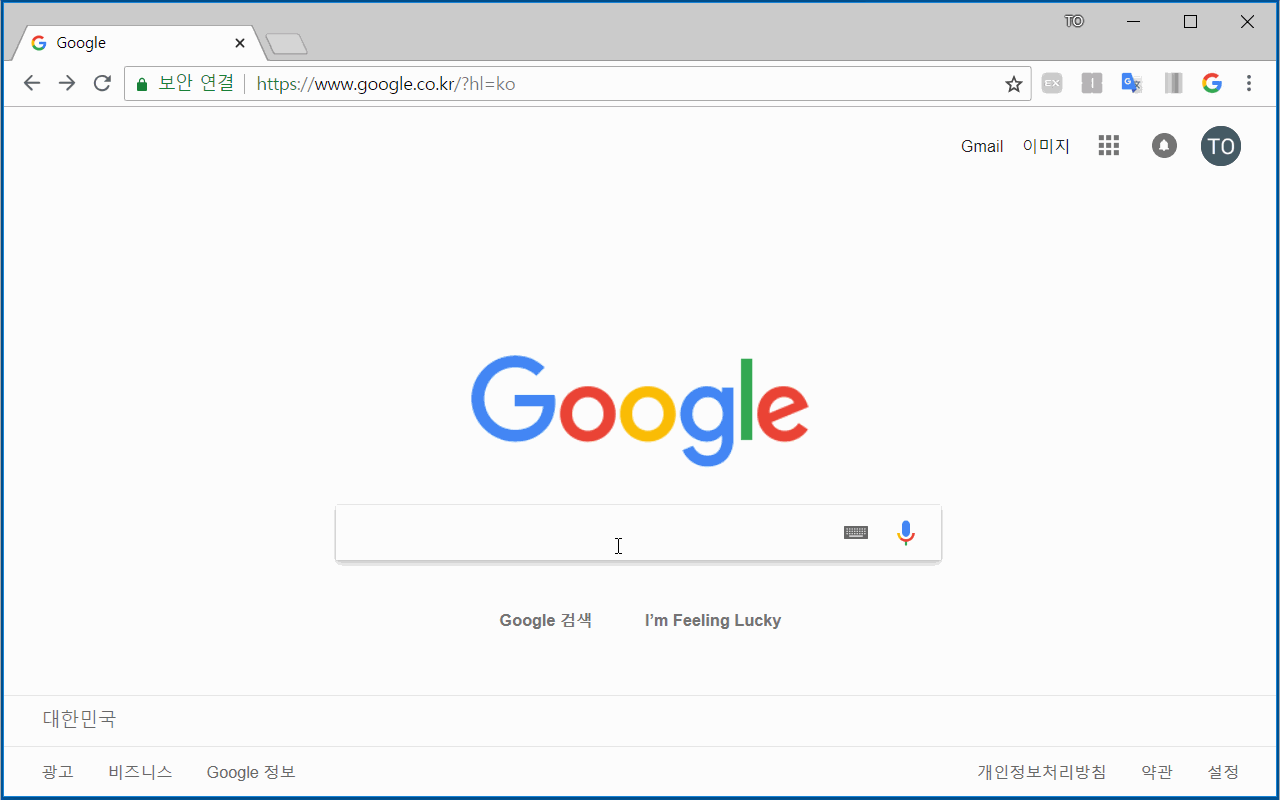 TO
Google
보안 연결 https://www.google.co.kr/?hl=ko
EX
Gmail 이미지 TO
Google
Google 검색 I'm Feeling Lucky
대한민국
광고 비즈니스 Google 정보 개인정보처리방침 약관 설정